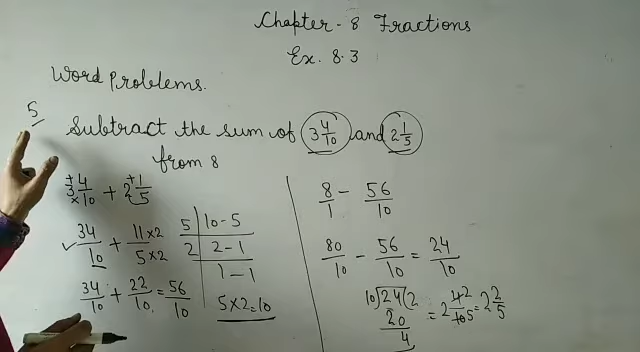 Chapter - 8 Fractions
Ex. 8.3
Word Problems.
5 Subtract the sum of 3 4/10 and 2 1/5
from 8
3 4/10 + 2 1/5
34/10 + 11×2/5×2
34/10 + 22/10 = 56/10
5 | 10 - 5
2 | 2 - 1
1 - 1
5×2=10
8/1 - 56/10
80/10 - 56/10 = 24/10
10)24(2
20
4
= 2 4 2/10 5 = 2 2/5